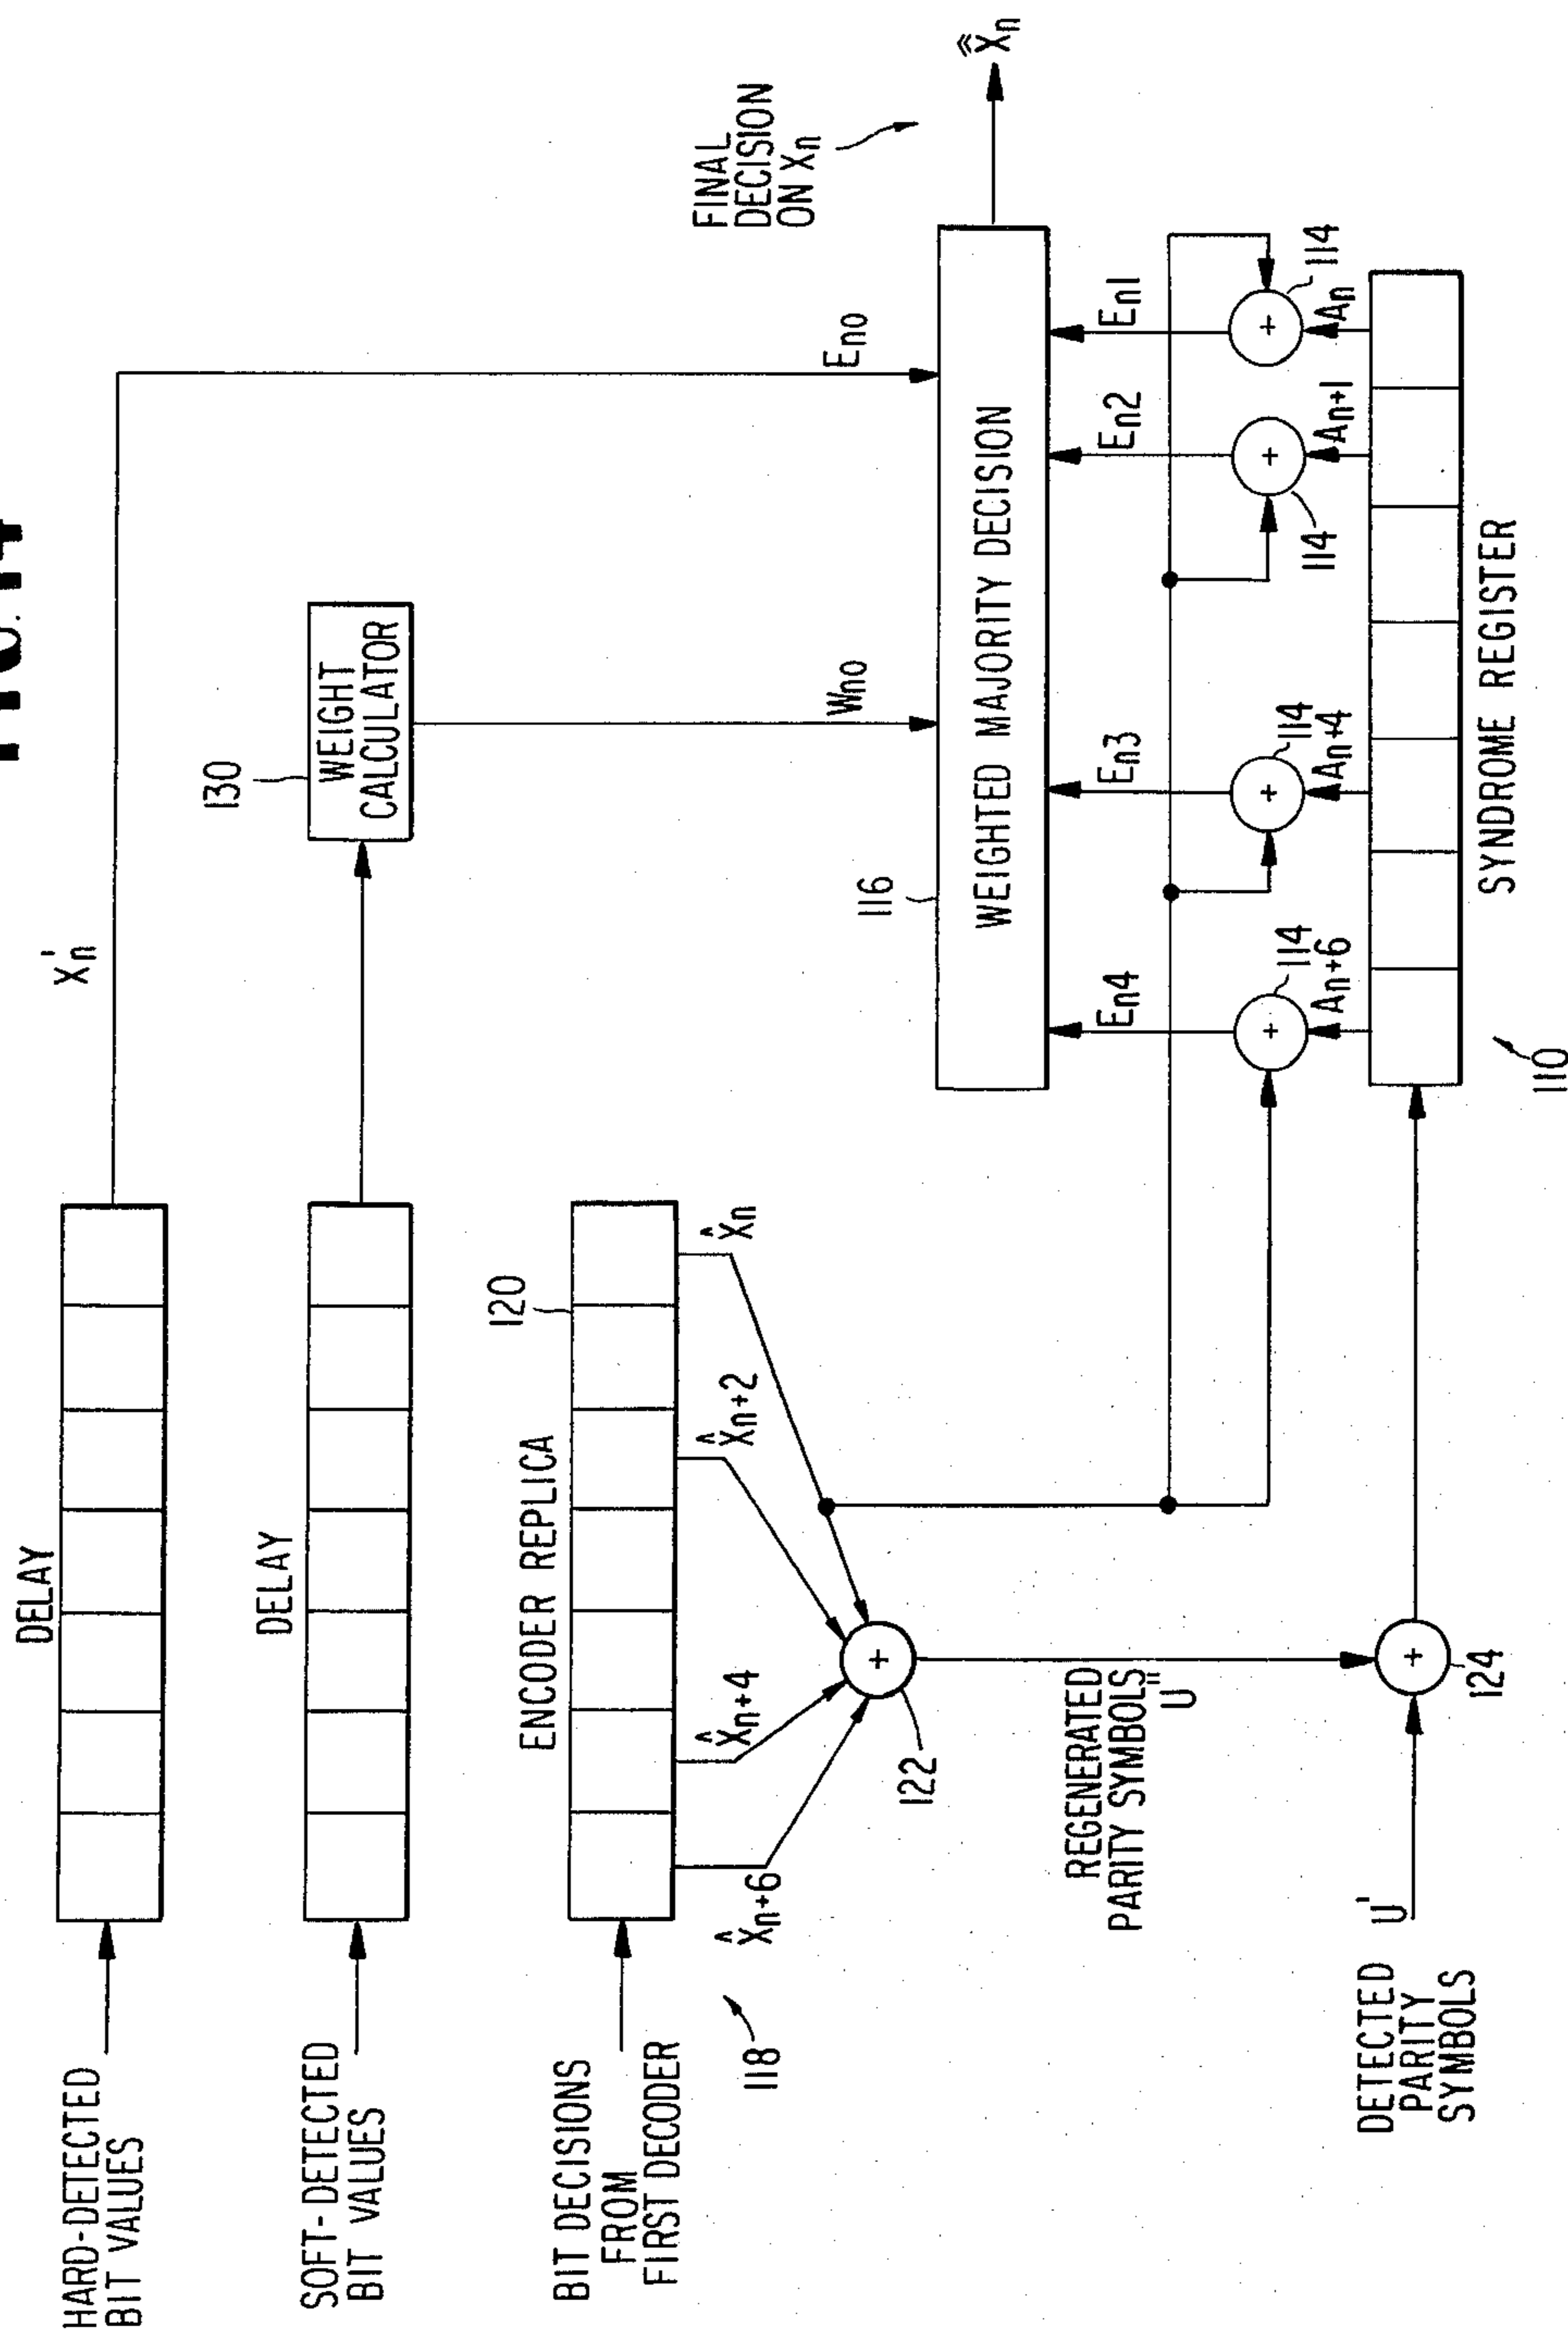 HARD-DETECTED
BIT VALUES
DELAY
X'n
SOFT-DETECTED
BIT VALUES
DELAY
130
WEIGHT
CALCULATOR
BIT DECISIONS
FROM
FIRST DECODER
118
ENCODER REPLICA
120
X̂n+6
X̂n+4
X̂n+2
X̂n
+
122
REGENERATED
PARITY SYMBOLS
U"
DETECTED
PARITY
SYMBOLS
U'
+
124
Wno
Eno
116
WEIGHTED MAJORITY DECISION
FINAL
DECISION
ON Xn
X̂̂n
En4
En3
En2
En1
+
114
+
114
+
114
+
114
An+6
An+4
An+1
An
SYNDROME REGISTER
110